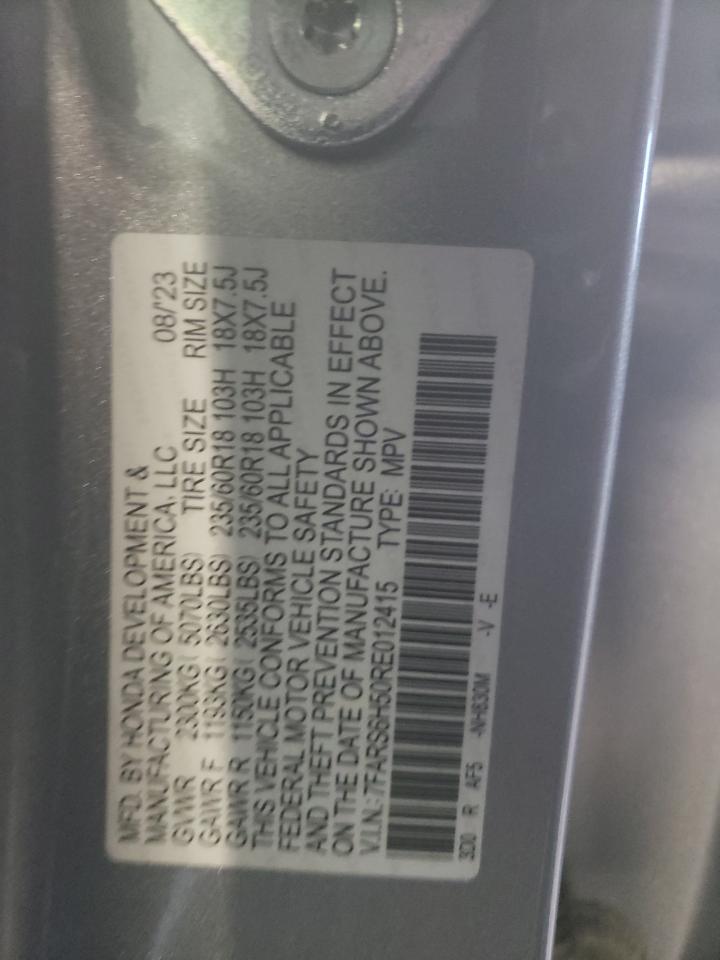 MFD. BY HONDA DEVELOPMENT &
MANUFACTURING OF AMERICA, LLC 08/'23
GVWR 2300KG( 5070LBS) TIRE SIZE RIM SIZE
GAWR F 1193KG( 2630LBS) 235/60R18 103H 18X7.5J
GAWR R 1150KG( 2535LBS) 235/60R18 103H 18X7.5J
THIS VEHICLE CONFORMS TO ALL APPLICABLE
FEDERAL MOTOR VEHICLE SAFETY
AND THEFT PREVENTION STANDARDS IN EFFECT
ON THE DATE OF MANUFACTURE SHOWN ABOVE.
V.I.N.: 7FARS6H50RE012415 TYPE: MPV
3D00 R AF5 -NH830M -V -E